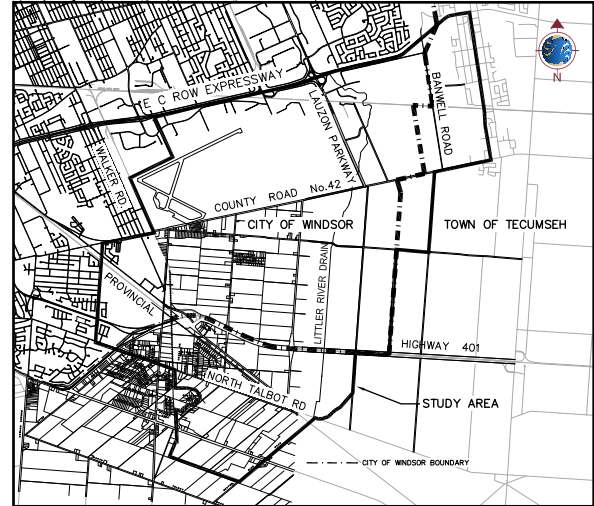 N
E C ROW EXPRESSWAY
LAUZON PARKWAY
BANWELL ROAD
WALKER RD.
COUNTY ROAD No.42
CITY OF WINDSOR
TOWN OF TECUMSEH
PROVINCIAL
LITTLER RIVER DRAIN
HIGHWAY 401
NORTH TALBOT RD
STUDY AREA
CITY OF WINDSOR BOUNDARY